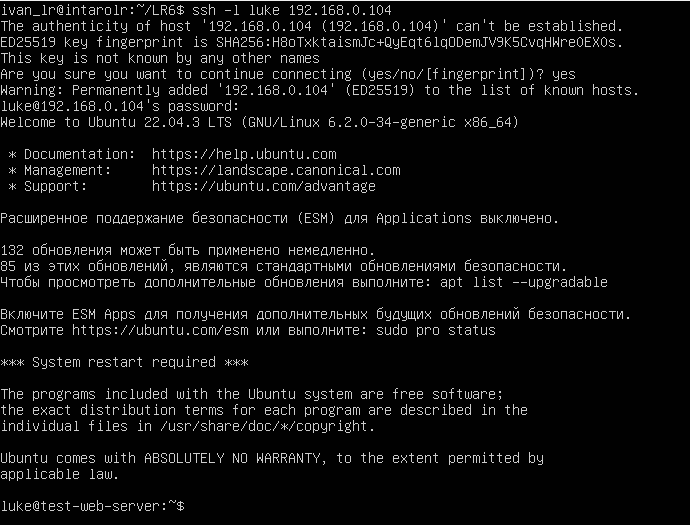 ivan_lr@intarolr:~/LR6$ ssh -l luke 192.168.0.104
The authenticity of host '192.168.0.104 (192.168.0.104)' can't be established.
ED25519 key fingerprint is SHA256:H8oTxktaismJc+QyEqt6lqODemJV9K5CvqHWreOEX0s.
This key is not known by any other names
Are you sure you want to continue connecting (yes/no/[fingerprint])? yes
Warning: Permanently added '192.168.0.104' (ED25519) to the list of known hosts.
luke@192.168.0.104's password:
Welcome to Ubuntu 22.04.3 LTS (GNU/Linux 6.2.0-34-generic x86_64)

 * Documentation:  https://help.ubuntu.com
 * Management:     https://landscape.canonical.com
 * Support:        https://ubuntu.com/advantage

Расширенное поддержание безопасности (ESM) для Applications выключено.

132 обновления может быть применено немедленно.
85 из этих обновлений, являются стандартными обновлениями безопасности.
Чтобы просмотреть дополнительные обновления выполните: apt list --upgradable

Включите ESM Apps для получения дополнительных будущих обновлений безопасности.
Смотрите https://ubuntu.com/esm или выполните: sudo pro status

*** System restart required ***

The programs included with the Ubuntu system are free software;
the exact distribution terms for each program are described in the
individual files in /usr/share/doc/*/copyright.

Ubuntu comes with ABSOLUTELY NO WARRANTY, to the extent permitted by
applicable law.

luke@test-web-server:~$